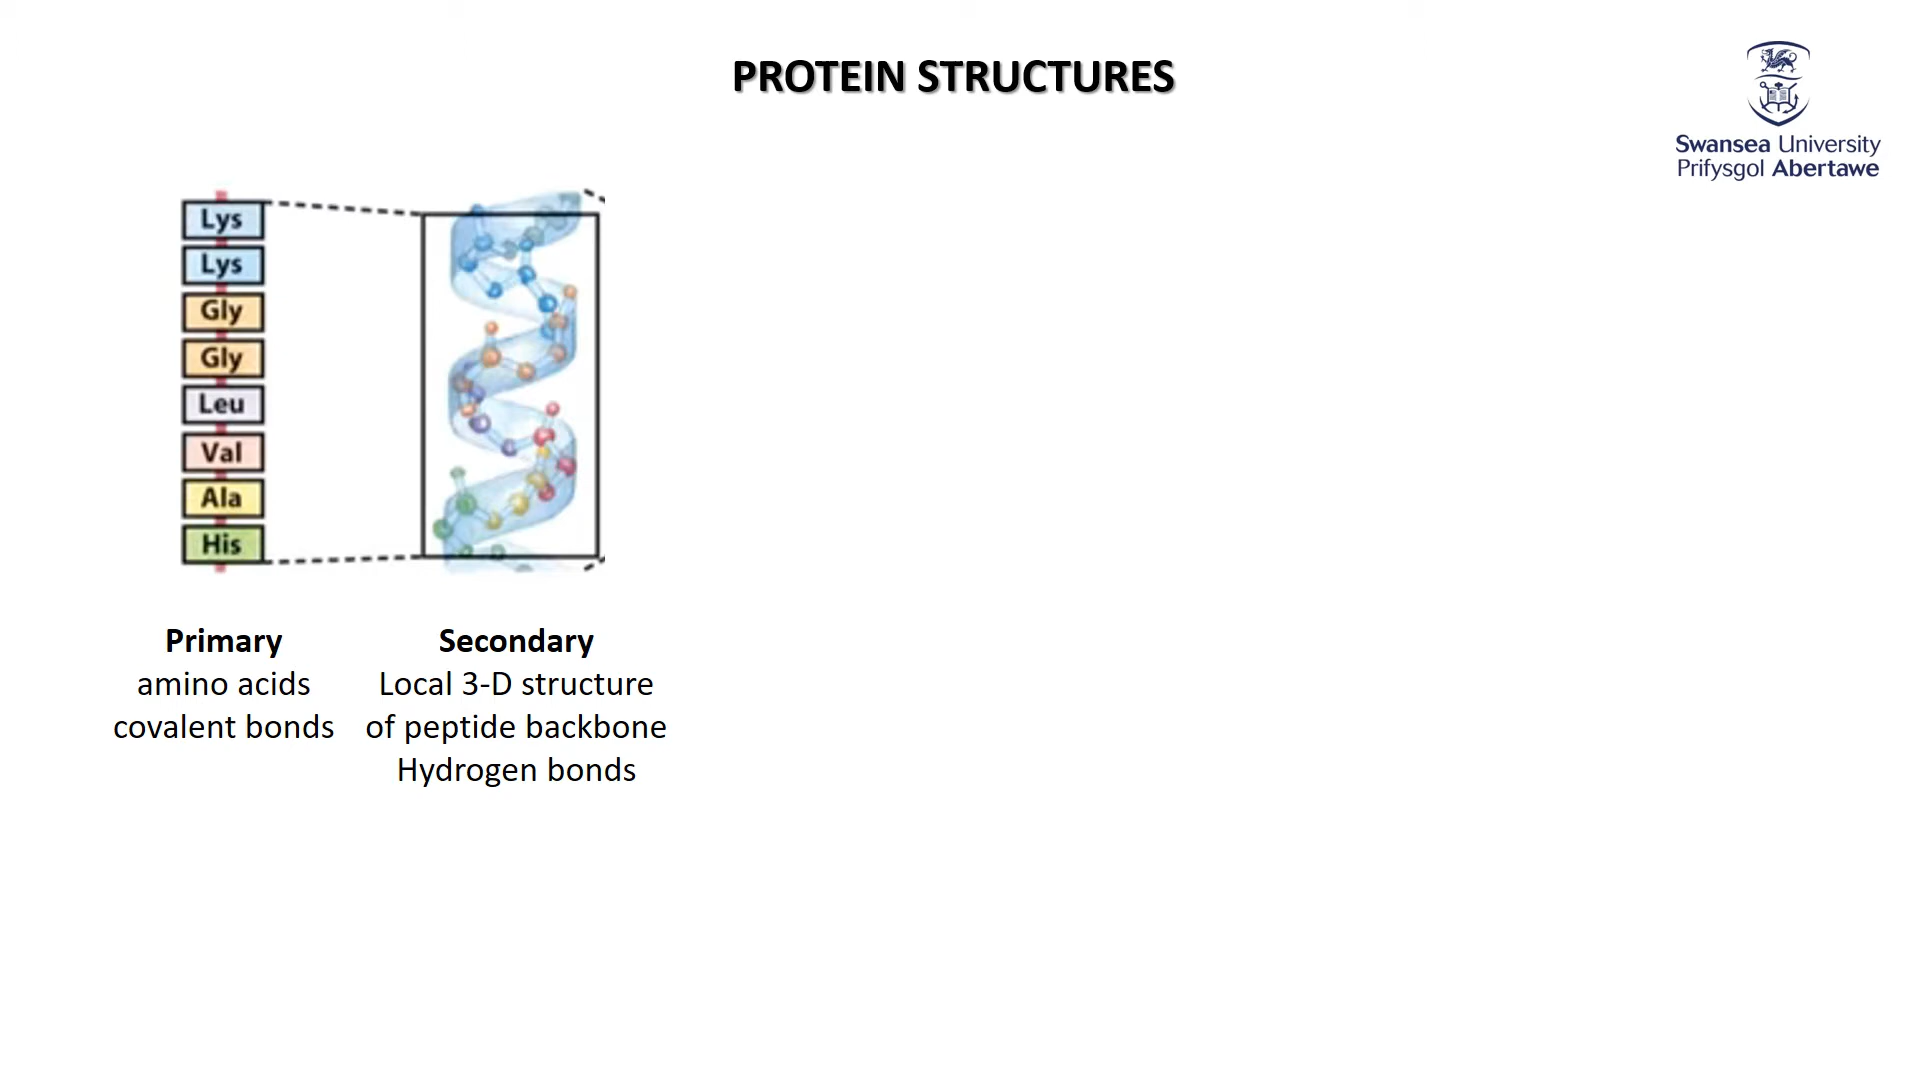 PROTEIN STRUCTURES
Swansea University
Prifysgol Abertawe
Lys
Lys
Gly
Gly
Leu
Val
Ala
His
Primary
amino acids
covalent bonds
Secondary
Local 3-D structure
of peptide backbone
Hydrogen bonds